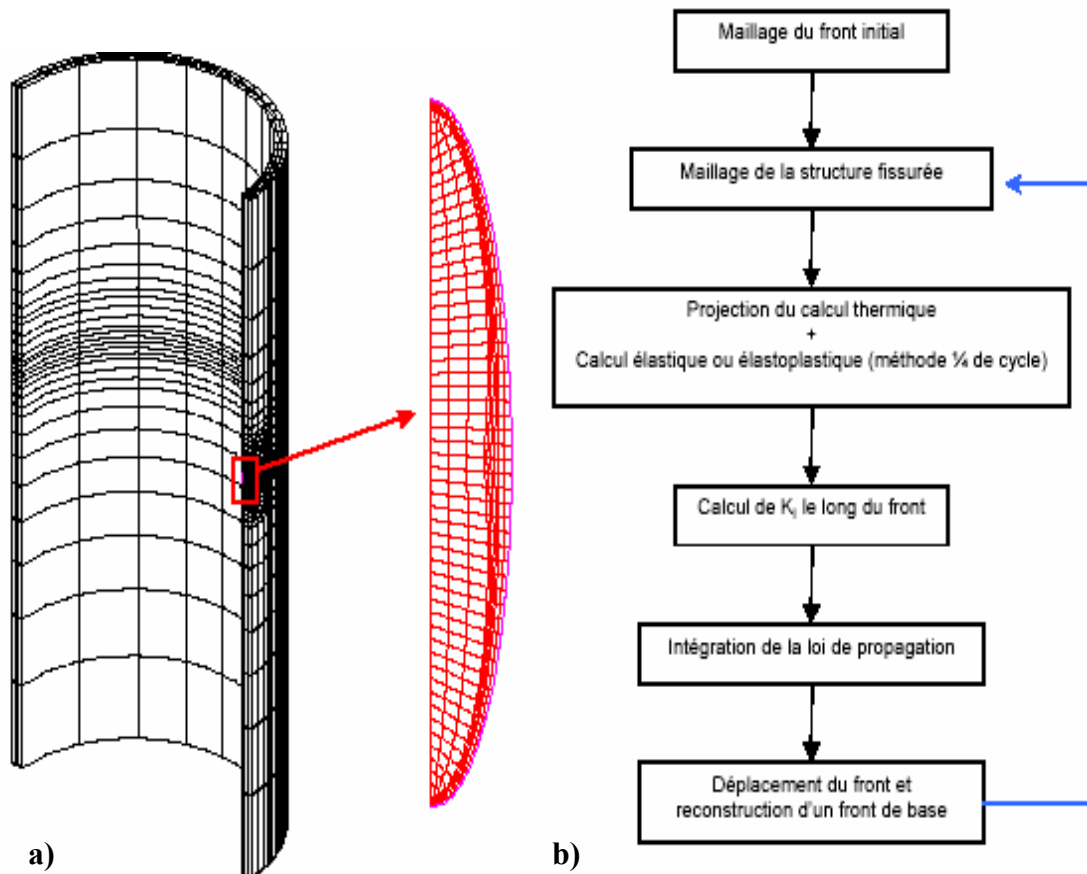 Maillage du front initial
Maillage de la structure fissurée
Projection du calcul thermique
+
Calcul élastique ou élastoplastique (méthode ¼ de cycle)
Calcul de K_I le long du front
Intégration de la loi de propagation
Déplacement du front et
reconstruction d'un front de base
a)
b)